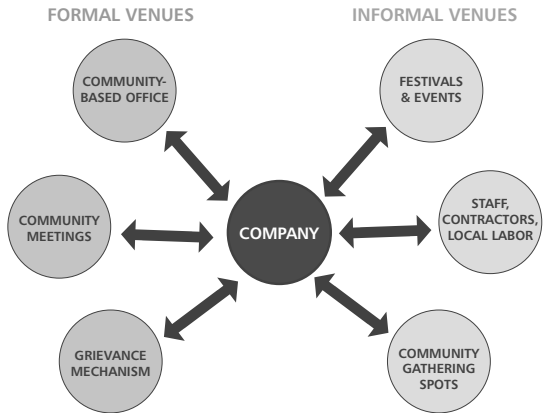 FORMAL VENUES
INFORMAL VENUES
COMMUNITY-
BASED OFFICE
FESTIVALS
& EVENTS
COMMUNITY
MEETINGS
COMPANY
STAFF,
CONTRACTORS,
LOCAL LABOR
GRIEVANCE
MECHANISM
COMMUNITY
GATHERING
SPOTS